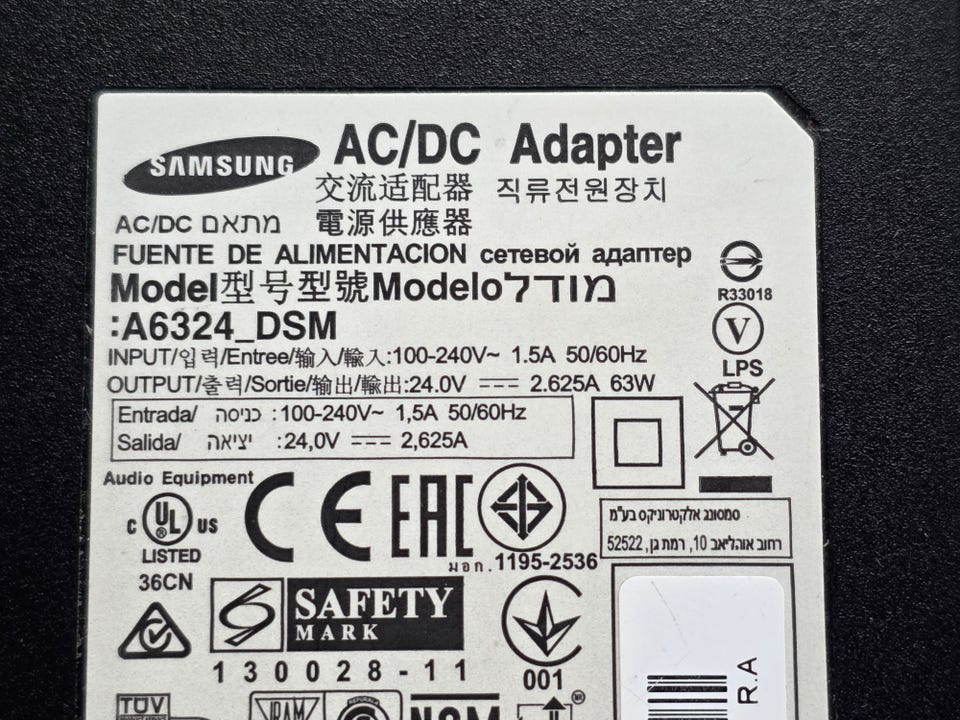 SAMSUNG AC/DC Adapter
交流适配器 직류전원장치
AC/DC מתאם 電源供應器
FUENTE DE ALIMENTACION сетевой адаптер
Model型号型號Modeloמודל
:A6324_DSM
INPUT/입력/Entree/输入/輸入:100-240V~ 1.5A 50/60Hz
OUTPUT/출력/Sortie/输出/輸出:24.0V ⎓ 2.625A 63W
Entrada/ כניסה :100-240V~ 1,5A 50/60Hz
Salida/ יציאה :24,0V ⎓ 2,625A
R33018
V
LPS
Audio Equipment
c UL US
®
LISTED
36CN
CE EAC
มอก.1195-2536
סמסונג אלקטרוניקס בע"מ
רחוב אוהליאב 10, רמת גן, 52522
S SAFETY
MARK
130028-11
001
R.A
TÜV
IRAM
NOM